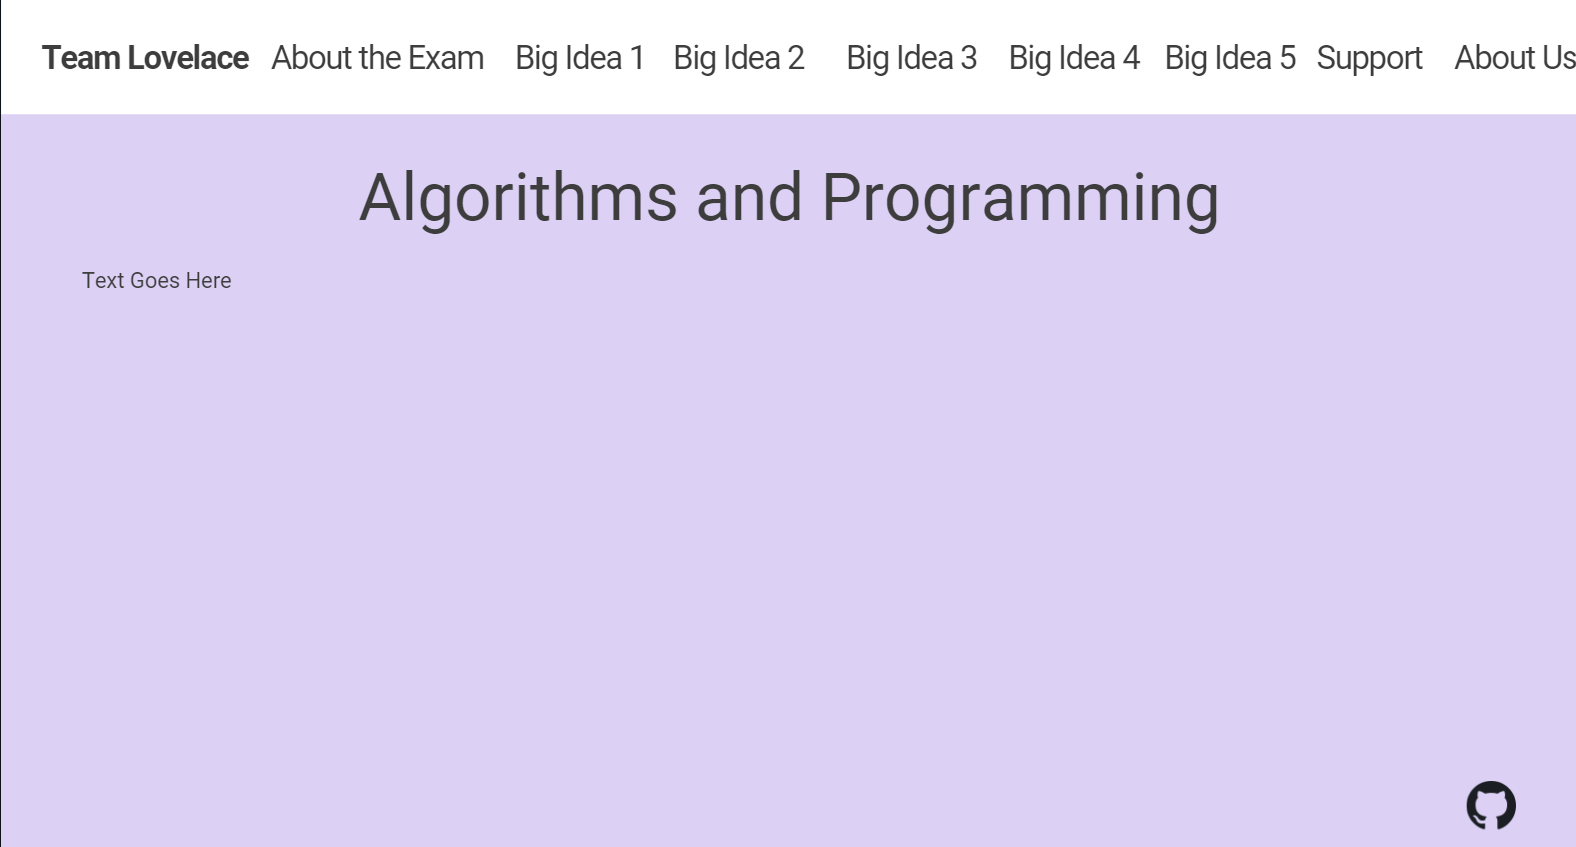 Team Lovelace About the Exam Big Idea 1 Big Idea 2 Big Idea 3 Big Idea 4 Big Idea 5 Support About Us
Algorithms and Programming
Text Goes Here